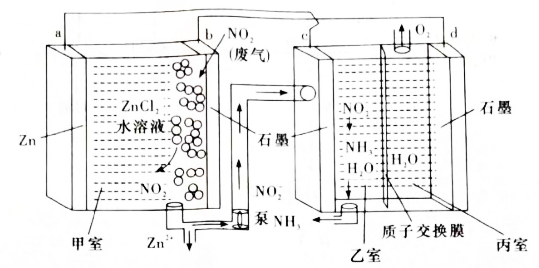 a
b
c
d
NO₂
(废气)
O₂
ZnCl₂
水溶液
Zn
石墨
NO₂
NH₃
H₂O
H₂O
石墨
NO₂
NO₂
泵
NH₃
甲室
Zn²⁺
乙室
质子交换膜
丙室